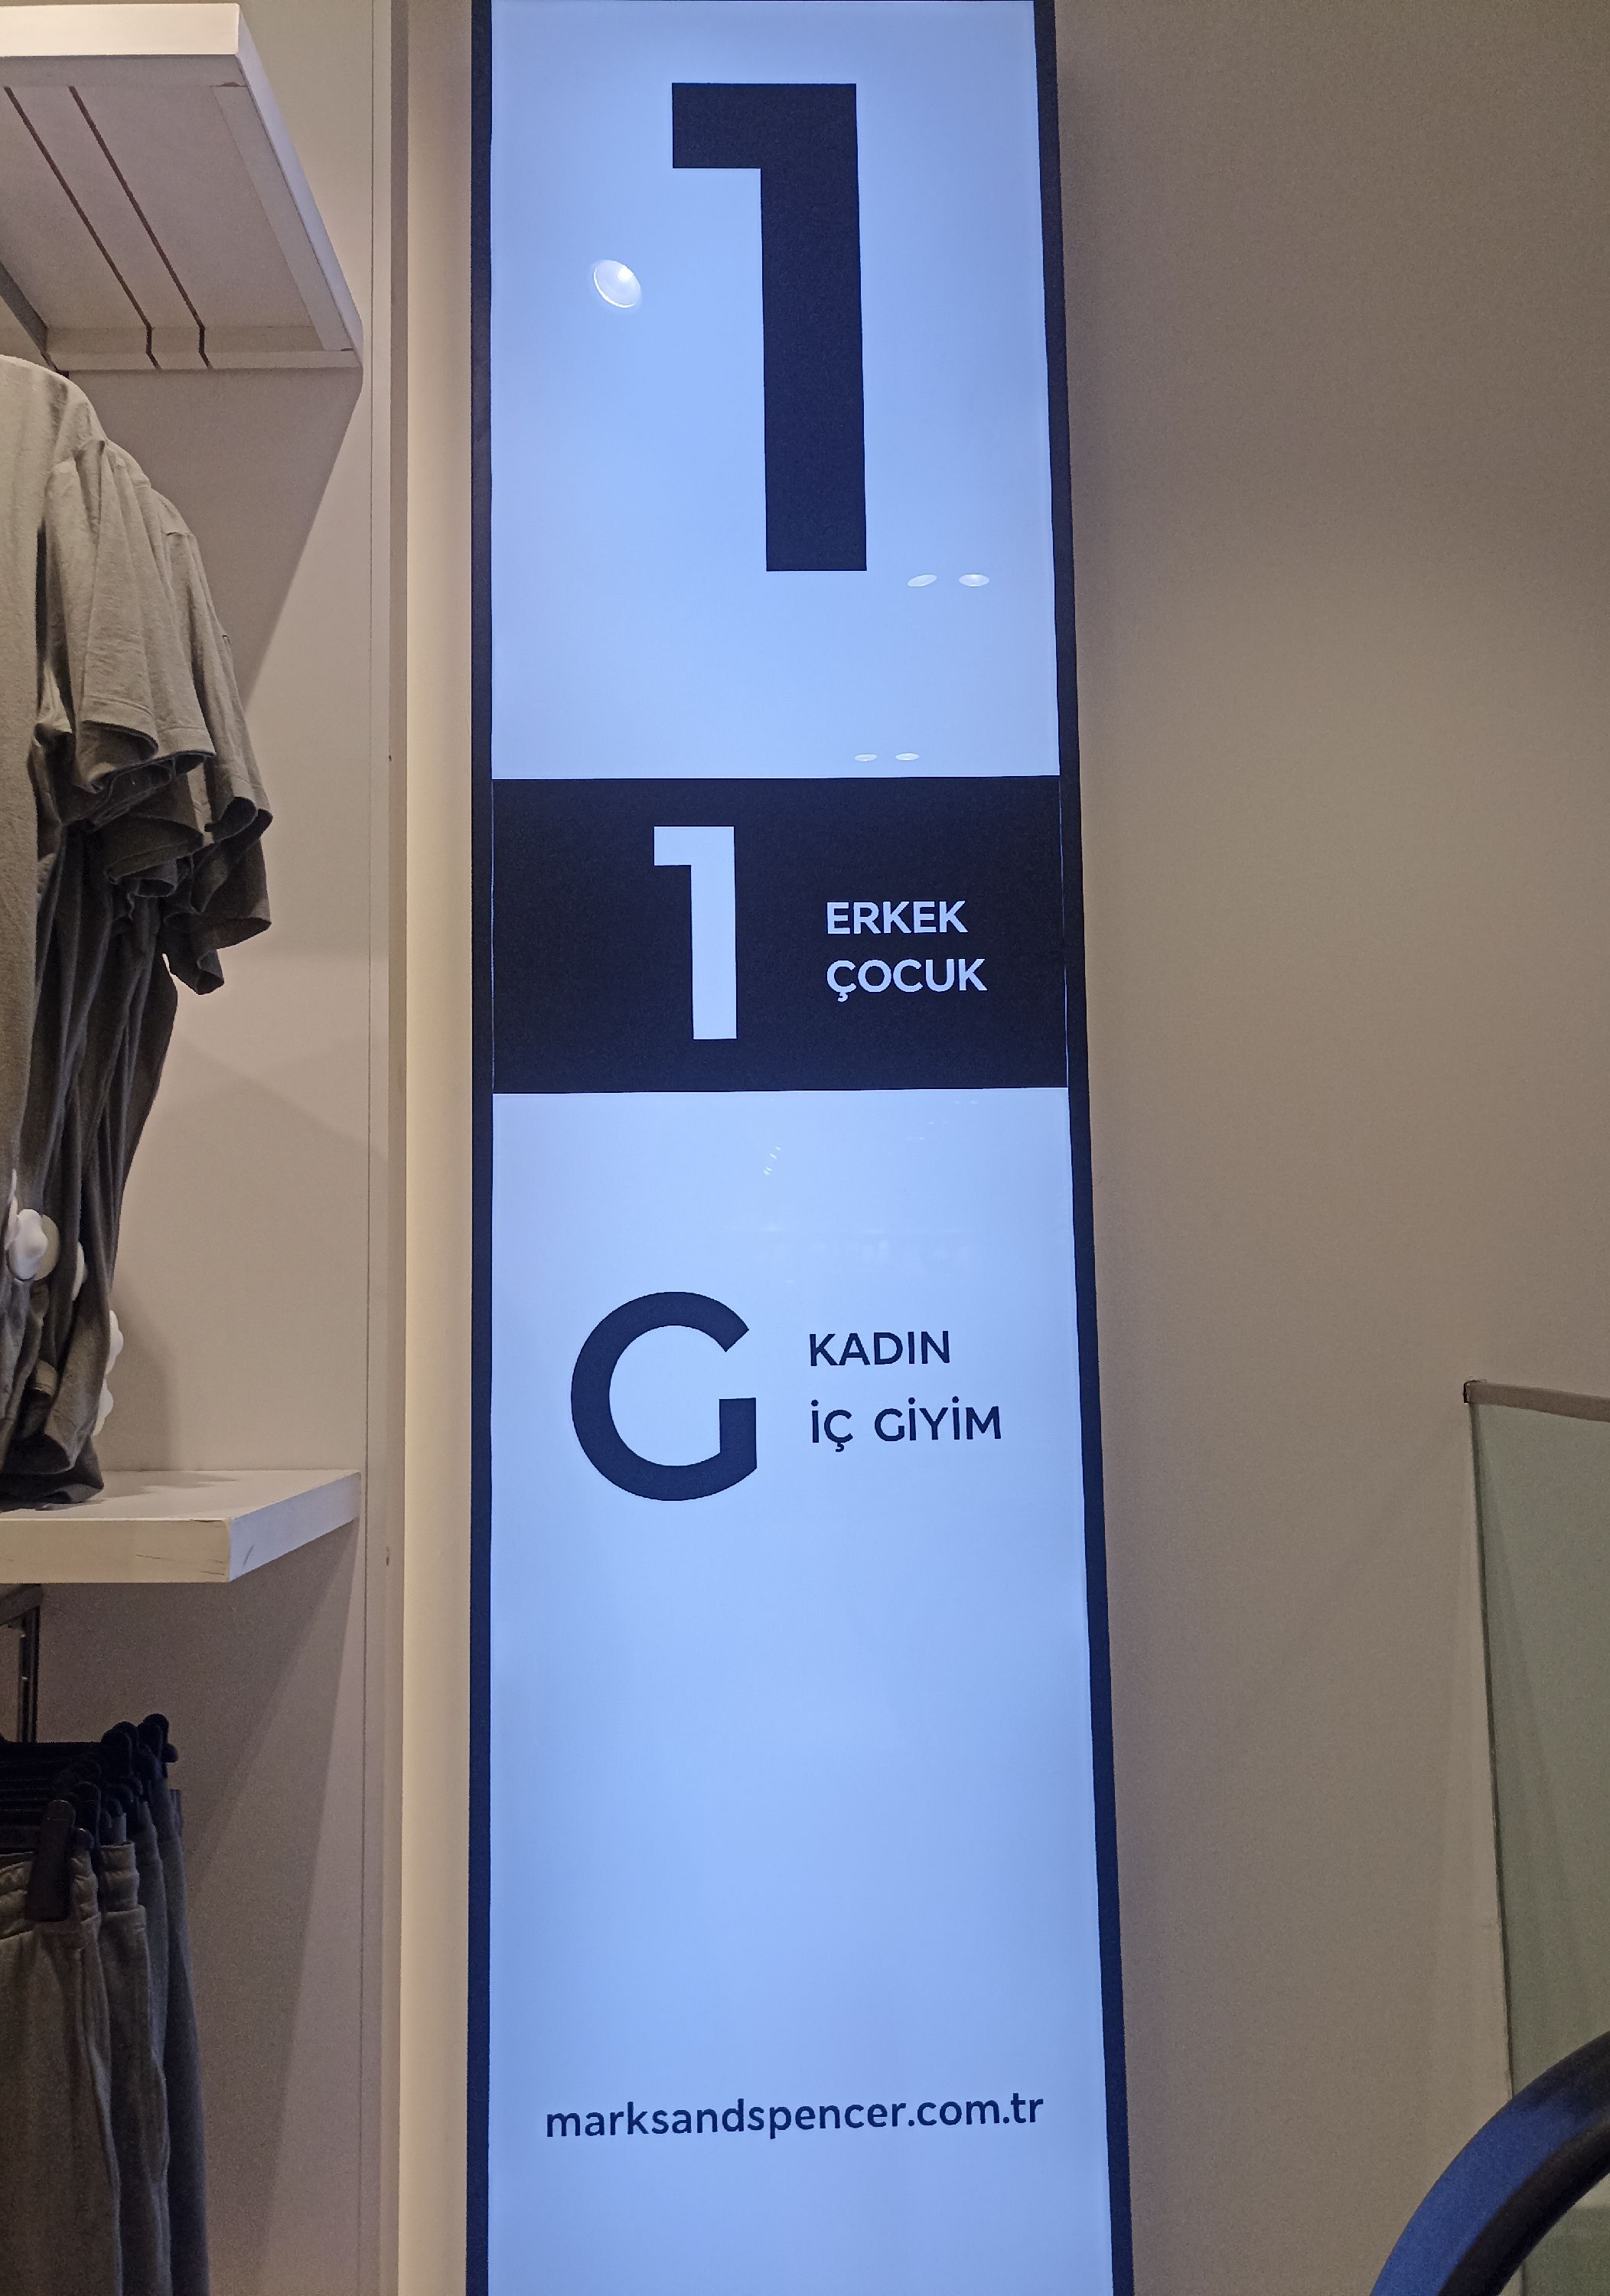 1
1
ERKEK
ÇOCUK
G
KADIN
İÇ GİYİM
marksandspencer.com.tr